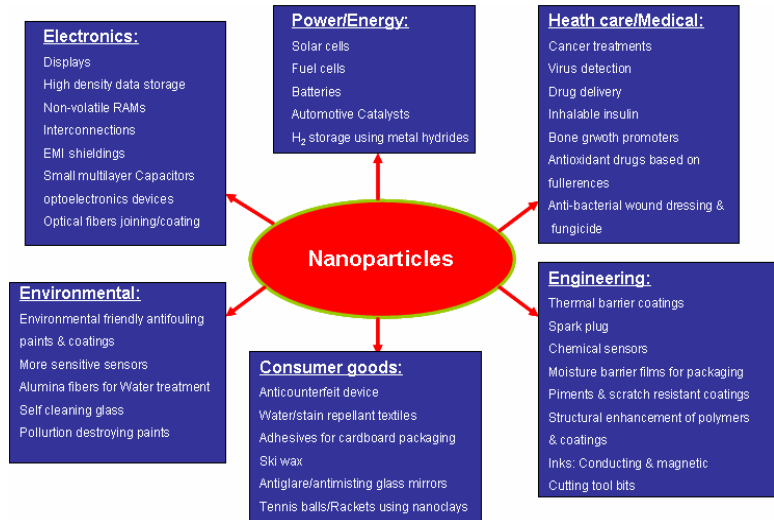 Electronics:
Displays
High density data storage
Non-volatile RAMs
Interconnections
EMI shieldings
Small multilayer Capacitors
optoelectronics devices
Optical fibers joining/coating
Power/Energy:
Solar cells
Fuel cells
Batteries
Automotive Catalysts
H₂ storage using metal hydrides
Heath care/Medical:
Cancer treatments
Virus detection
Drug delivery
Inhalable insulin
Bone grwoth promoters
Antioxidant drugs based on
fullerences
Anti-bacterial wound dressing &
fungicide
Nanoparticles
Environmental:
Environmental friendly antifouling
paints & coatings
More sensitive sensors
Alumina fibers for Water treatment
Self cleaning glass
Pollurtion destroying paints
Consumer goods:
Anticounterfeit device
Water/stain repellant textiles
Adhesives for cardboard packaging
Ski wax
Antiglare/antimisting glass mirrors
Tennis balls/Rackets using nanoclays
Engineering:
Thermal barrier coatings
Spark plug
Chemical sensors
Moisture barrier films for packaging
Piments & scratch resistant coatings
Structural enhancement of polymers
& coatings
Inks: Conducting & magnetic
Cutting tool bits